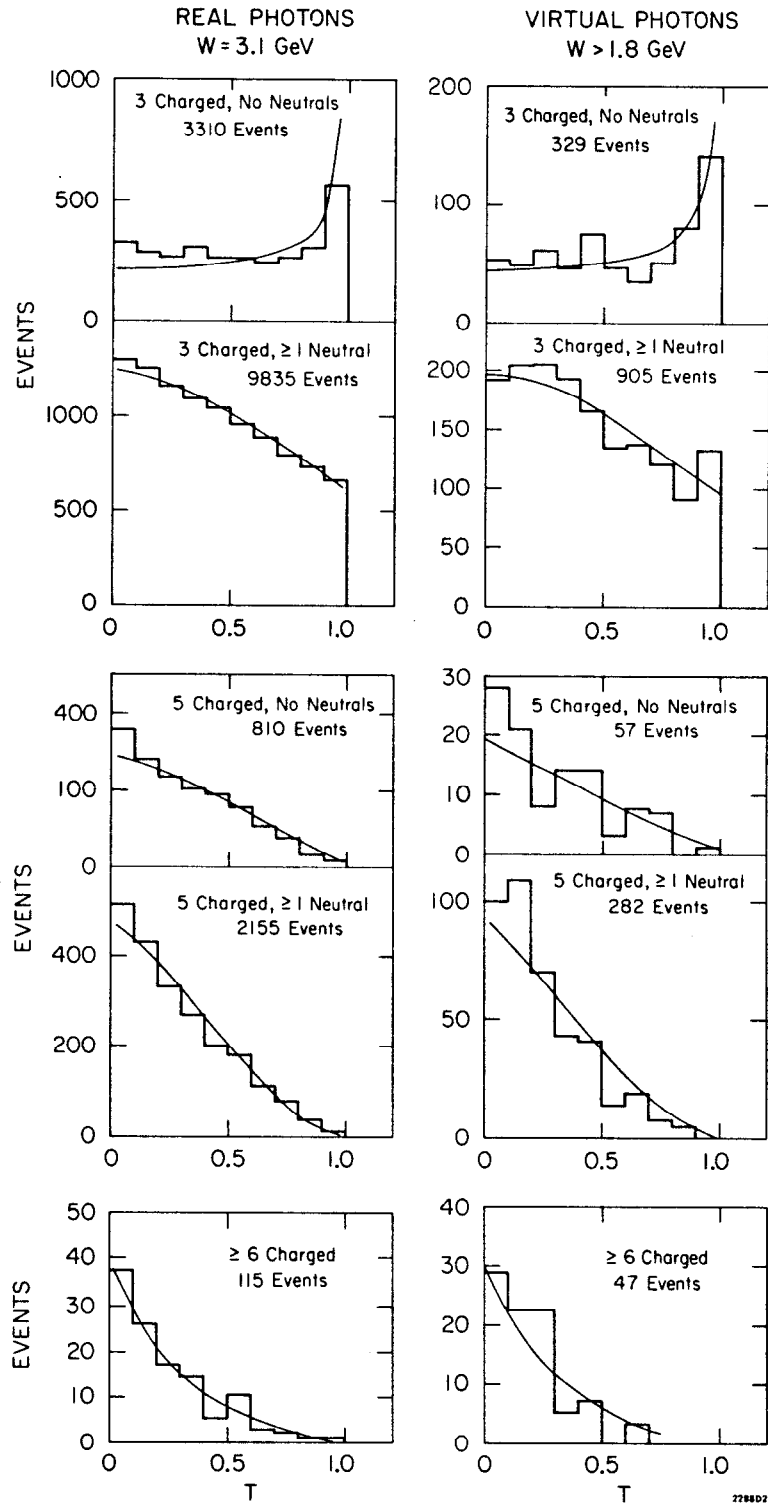 REAL PHOTONS
W = 3.1 GeV
VIRTUAL PHOTONS
W > 1.8 GeV
1000
500
0
3 Charged, No Neutrals
3310 Events
200
100
0
3 Charged, No Neutrals
329 Events
EVENTS
1000
500
0
3 Charged, ≥ 1 Neutral
9835 Events
0 0.5 1.0
200
150
100
50
0
3 Charged, ≥ 1 Neutral
905 Events
0 0.5 1.0
400
100
0
5 Charged, No Neutrals
810 Events
30
20
10
0
5 Charged, No Neutrals
57 Events
EVENTS
400
200
0
5 Charged, ≥ 1 Neutral
2155 Events
0 0.5 1.0
100
50
0
5 Charged, ≥ 1 Neutral
282 Events
0 0.5 1.0
EVENTS
50
40
30
20
10
0
≥ 6 Charged
115 Events
0 0.5 1.0
T
40
30
20
10
0
≥ 6 Charged
47 Events
0 0.5 1.0
T
2298D2